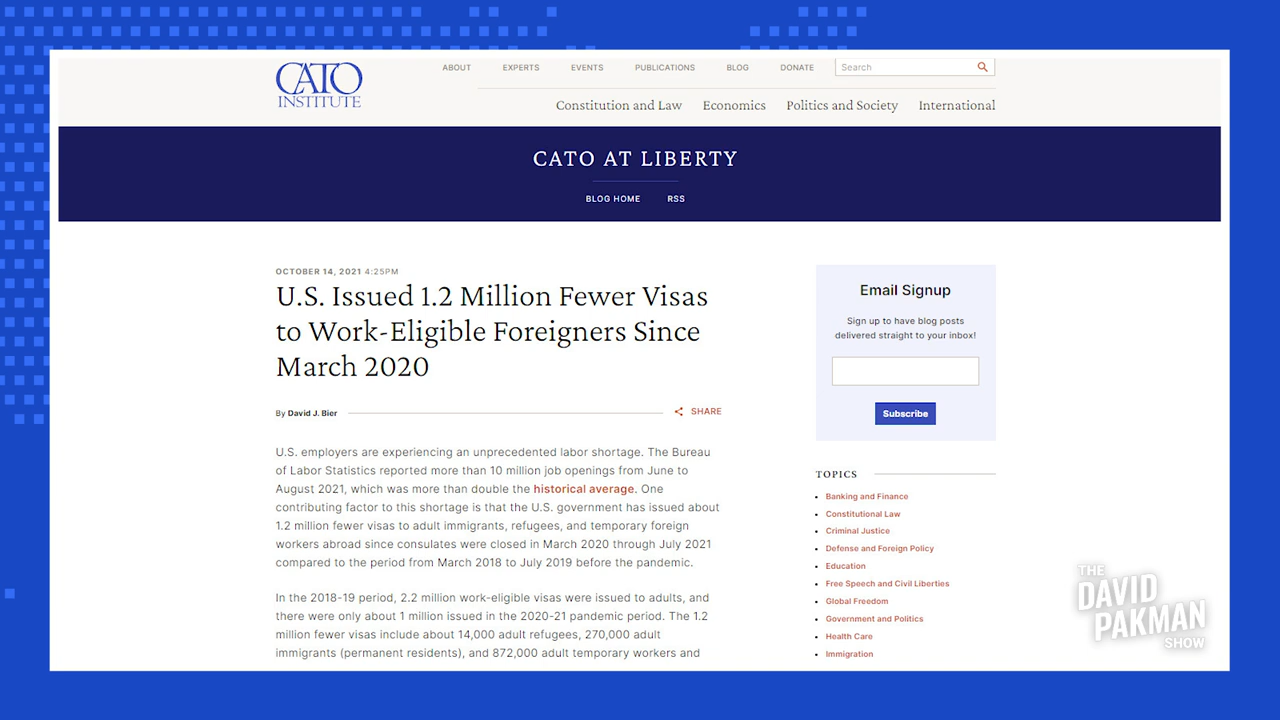 CATO
INSTITUTE
ABOUT EXPERTS EVENTS PUBLICATIONS BLOG DONATE Search
Constitution and Law Economics Politics and Society International
CATO AT LIBERTY
BLOG HOME RSS
OCTOBER 14, 2021 4:25PM
U.S. Issued 1.2 Million Fewer Visas
to Work-Eligible Foreigners Since
March 2020
By David J. Bier
SHARE
U.S. employers are experiencing an unprecedented labor shortage. The Bureau
of Labor Statistics reported more than 10 million job openings from June to
August 2021, which was more than double the historical average. One
contributing factor to this shortage is that the U.S. government has issued about
1.2 million fewer visas to adult immigrants, refugees, and temporary foreign
workers abroad since consulates were closed in March 2020 through July 2021
compared to the period from March 2018 to July 2019 before the pandemic.
In the 2018-19 period, 2.2 million work-eligible visas were issued to adults, and
there were only about 1 million issued in the 2020-21 pandemic period. The 1.2
million fewer visas include about 14,000 adult refugees, 270,000 adult
immigrants (permanent residents), and 872,000 adult temporary workers and
Email Signup
Sign up to have blog posts
delivered straight to your inbox!
Subscribe
TOPICS
Banking and Finance
Constitutional Law
Criminal Justice
Defense and Foreign Policy
Education
Free Speech and Civil Liberties
Global Freedom
Government and Politics
Health Care
Immigration
THE
DAVID
PAKMAN
SHOW